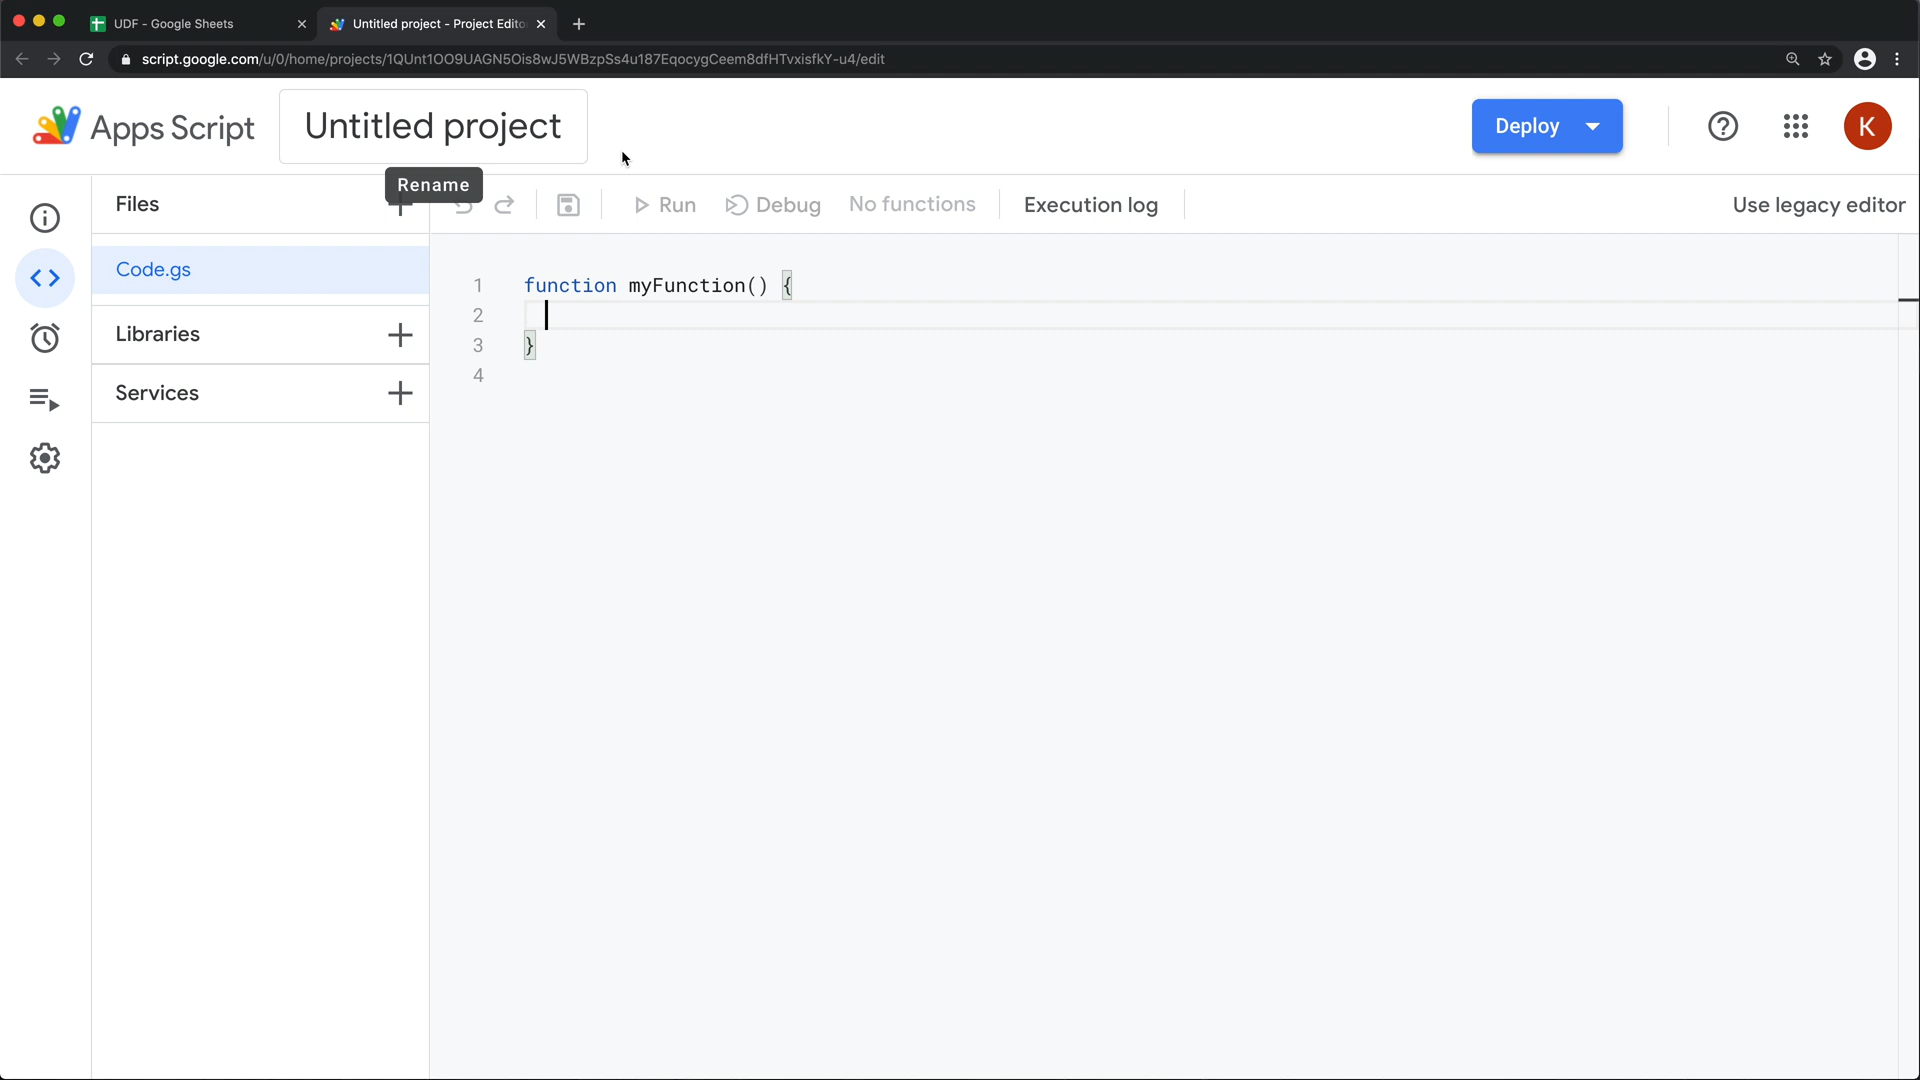 UDF - Google Sheets
Untitled project - Project Edito
script.google.com/u/0/home/projects/1QUnt1OO9UAGN5Ois8wJ5WBzpSs4u187EqocygCeem8dfHTvxisfkY-u4/edit
Apps Script
Untitled project
Deploy
K
Rename
Files
Run
Debug
No functions
Execution log
Use legacy editor
Code.gs
Libraries
Services
1 function myFunction() {
2
3 }
4